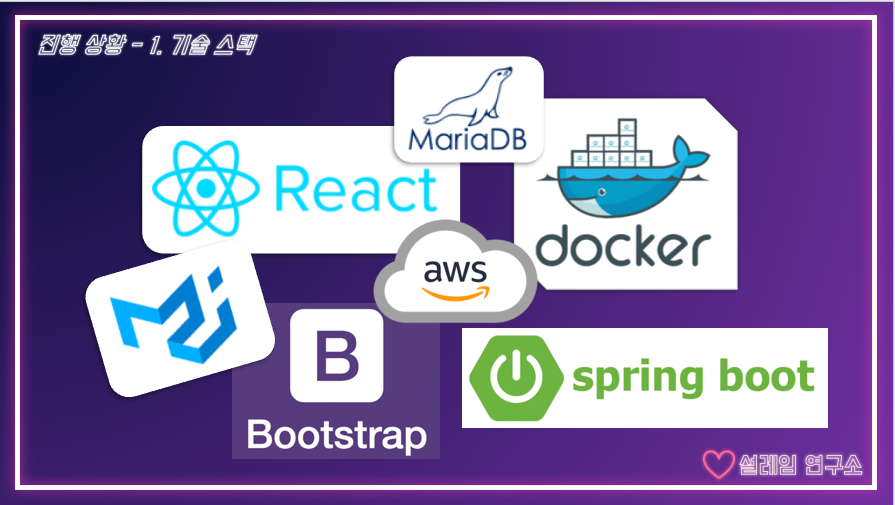 진행 상황 - 1. 기술 스택
MariaDB
React
docker
aws
B
Bootstrap
spring boot
설레임 연구소